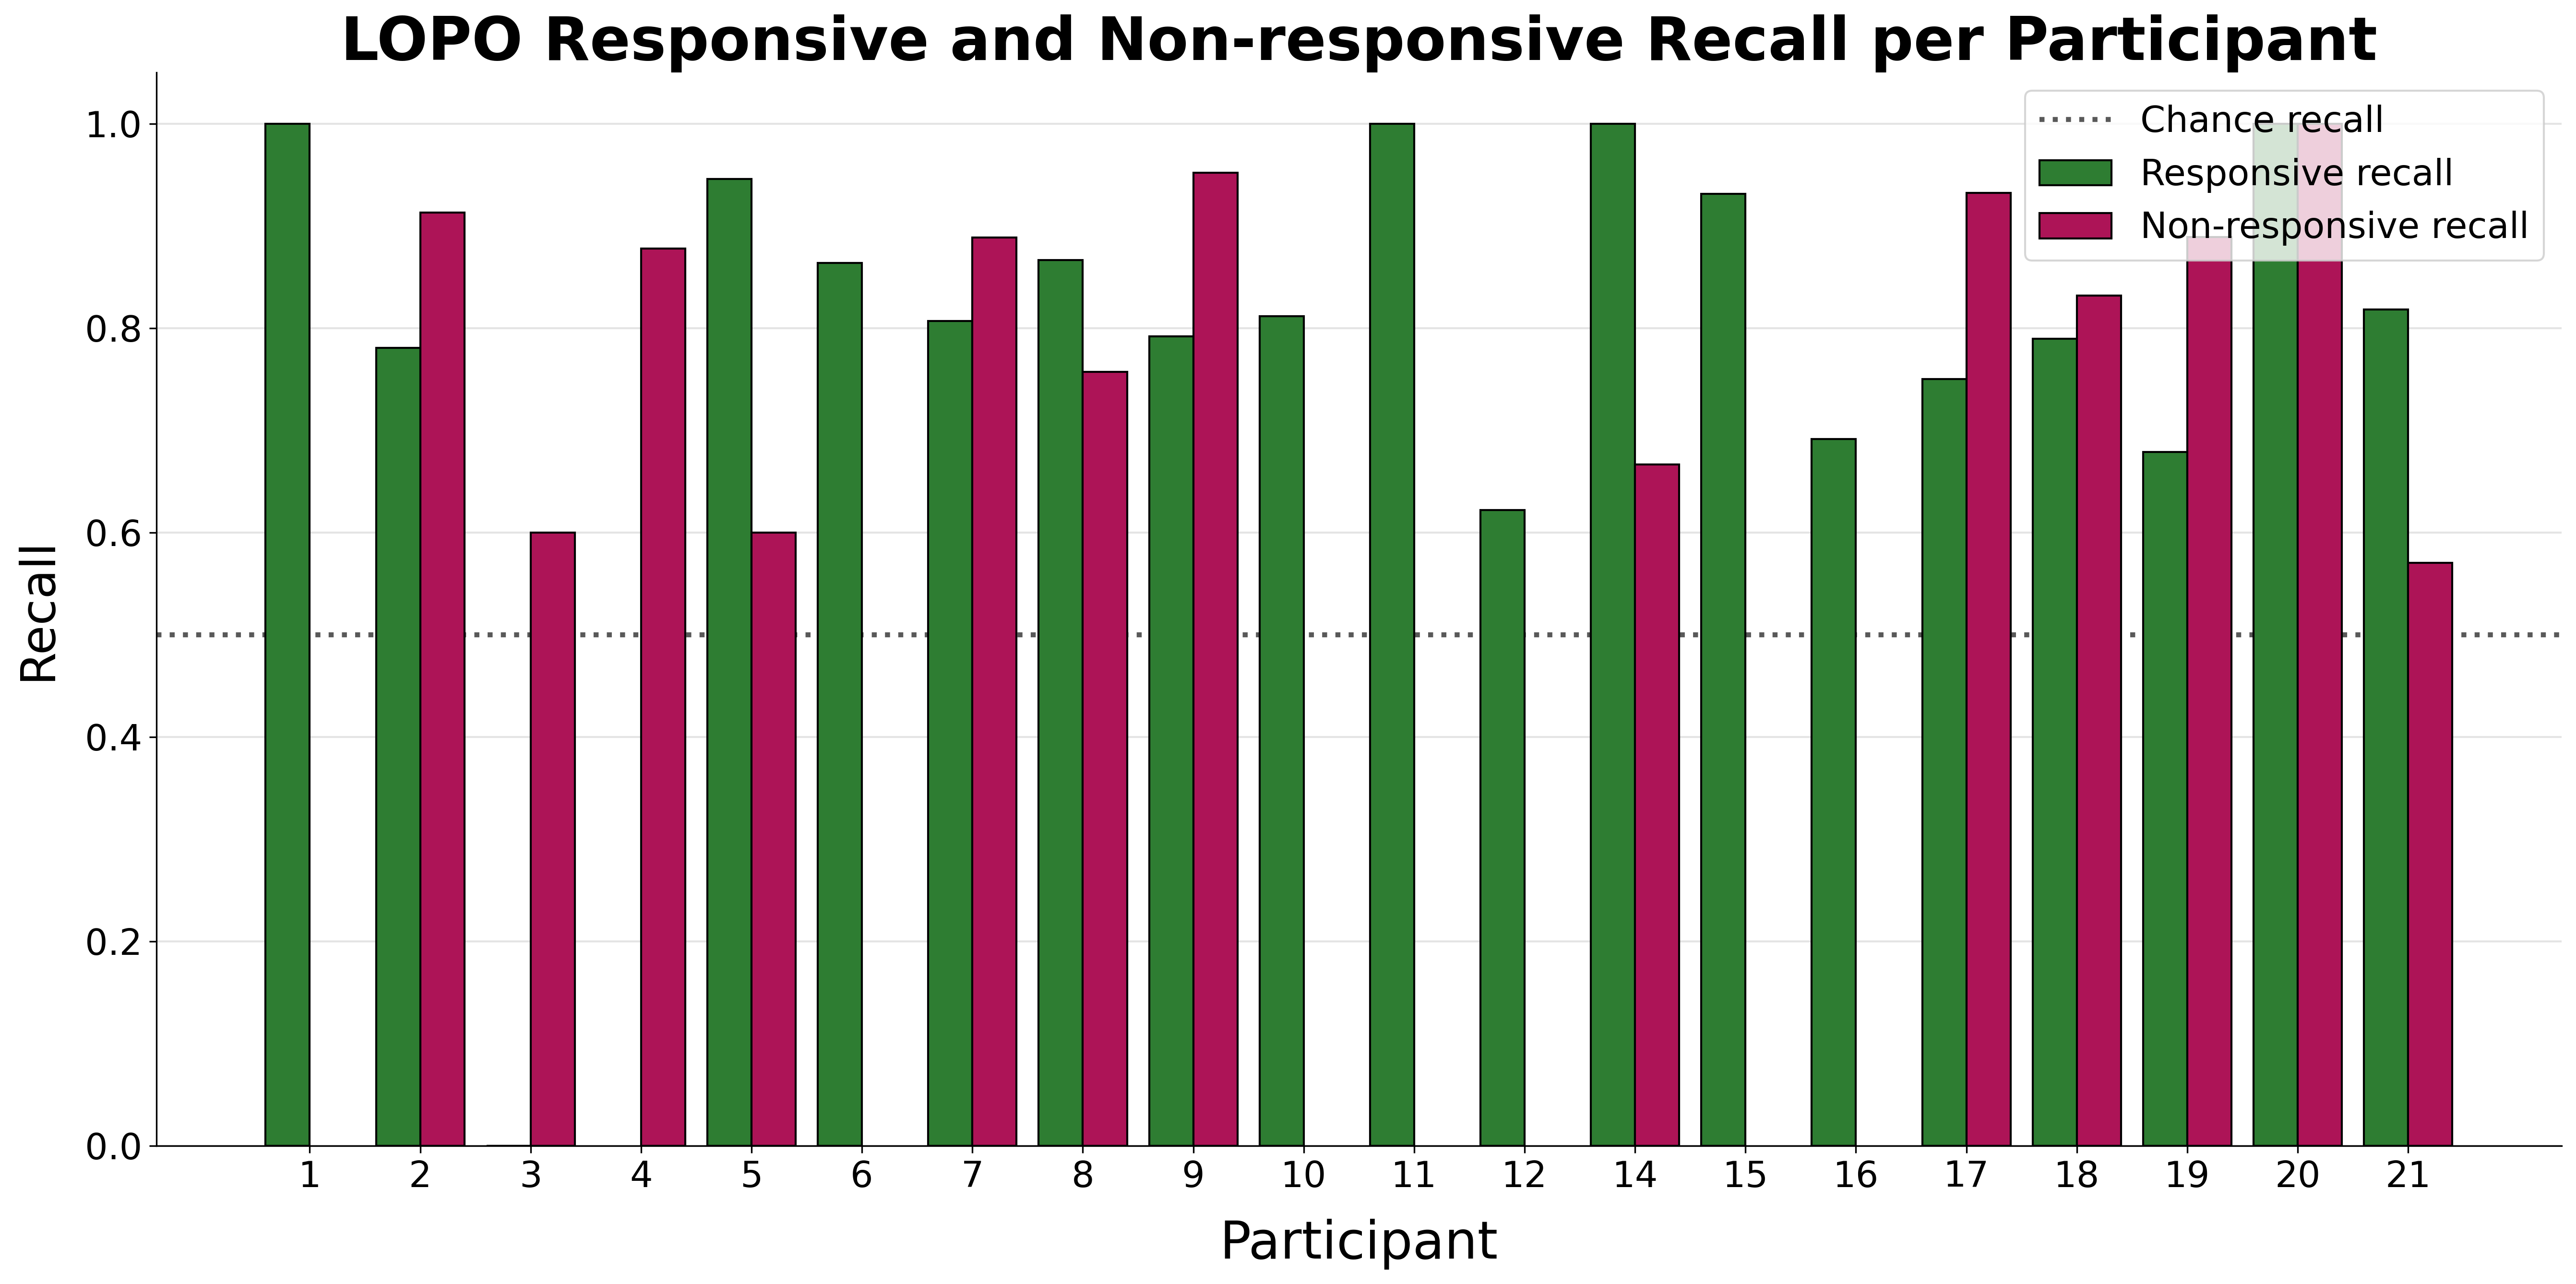 LOPO Responsive and Non-responsive Recall per Participant
Chance recall
Responsive recall
Non-responsive recall
1.0
0.8
0.6
0.4
0.2
0.0
Recall
1 2 3 4 5 6 7 8 9 10 11 12 14 15 16 17 18 19 20 21
Participant